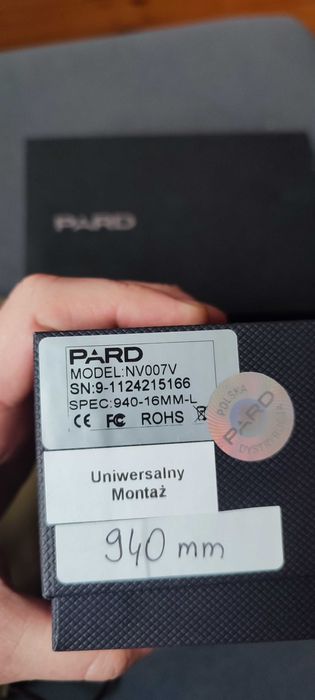 PARD
PARD
MODEL:NV007V
SN:9-1124215166
SPEC:940-16MM-L
CE FC ROHS
POLSKA
PARD
DYSTRYBUCJA
Uniwersalny
Montaż
940 mm